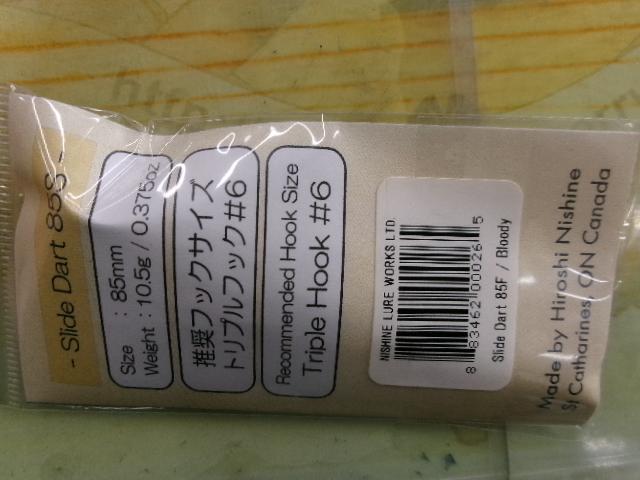 - Slide Dart 85S -
Size : 85mm
Weight : 10.5g / 0.375oz
推奨フックサイズ
トリプルフック#6
Recommended Hook Size
Triple Hook #6
NISHINE LURE WORKS LTD.
8 83462 00026 5
Slide Dart 85F / Bloody
Made by Hiroshi Nishine
St Catharines, ON Canada